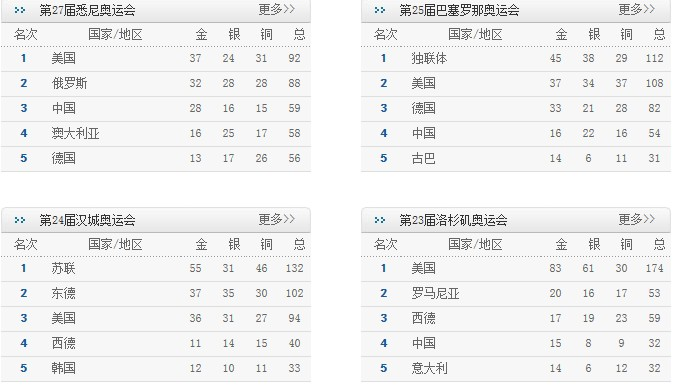 第27届悉尼奥运会 更多>>
名次 国家/地区 金 银 铜 总
1 美国 37 24 31 92
2 俄罗斯 32 28 28 88
3 中国 28 16 15 59
4 澳大利亚 16 25 17 58
5 德国 13 17 26 56
第25届巴塞罗那奥运会 更多>>
名次 国家/地区 金 银 铜 总
1 独联体 45 38 29 112
2 美国 37 34 37 108
3 德国 33 21 28 82
4 中国 16 22 16 54
5 古巴 14 6 11 31
第24届汉城奥运会 更多>>
名次 国家/地区 金 银 铜 总
1 苏联 55 31 46 132
2 东德 37 35 30 102
3 美国 36 31 27 94
4 西德 11 14 15 40
5 韩国 12 10 11 33
第23届洛杉矶奥运会 更多>>
名次 国家/地区 金 银 铜 总
1 美国 83 61 30 174
2 罗马尼亚 20 16 17 53
3 西德 17 19 23 59
4 中国 15 8 9 32
5 意大利 14 6 12 32